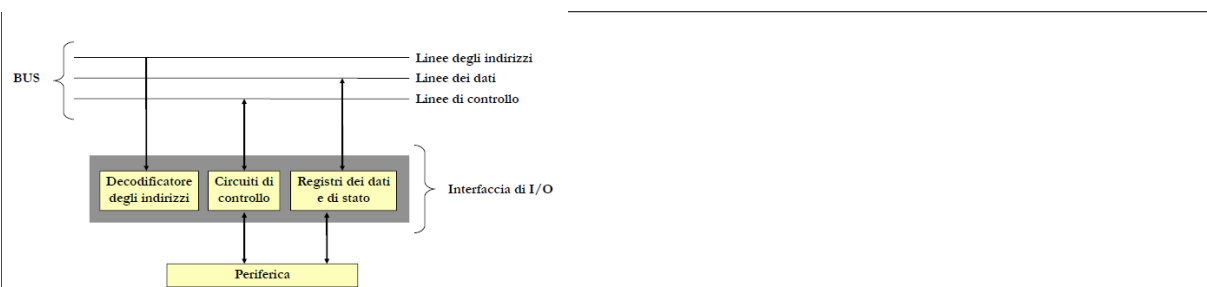 Linee degli indirizzi
BUS
Linee dei dati
Linee di controllo
Decodificatore
degli indirizzi
Circuiti di
controllo
Registri dei dati
e di stato
Interfaccia di I/O
Periferica